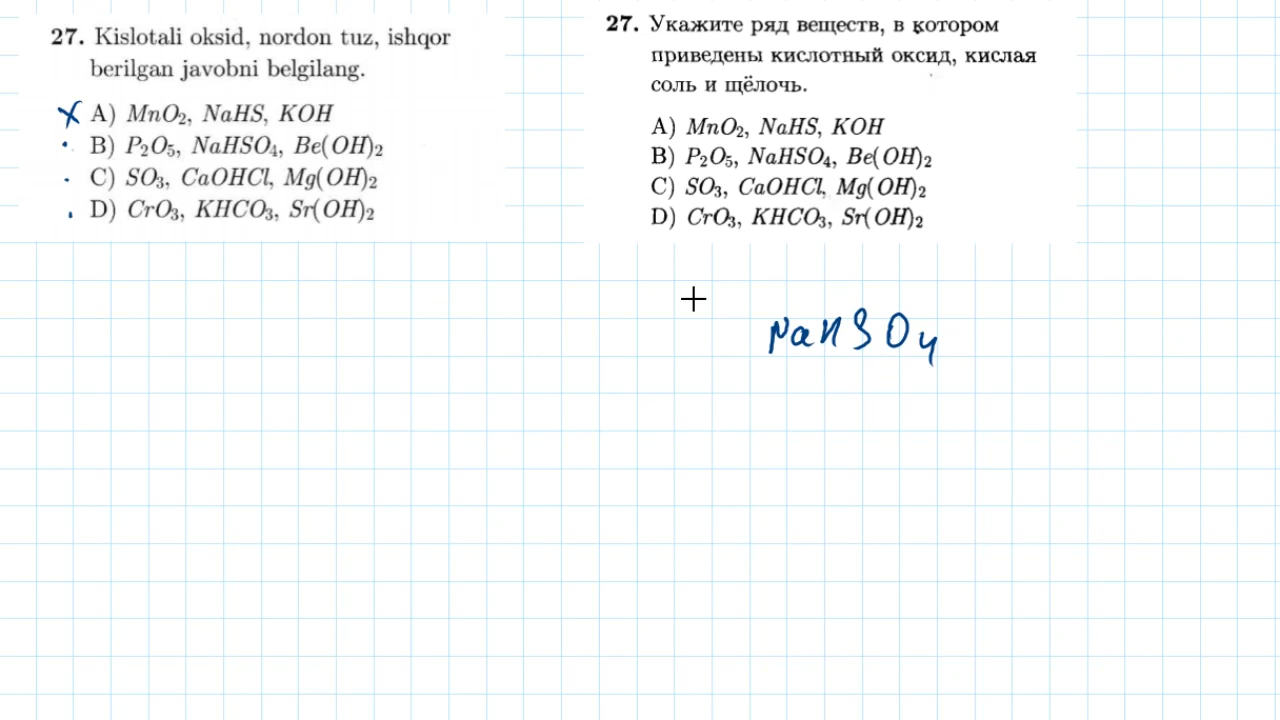 27. Kislotali oksid, nordon tuz, ishqor
berilgan javobni belgilang.
A) MnO₂, NaHS, KOH
B) P₂O₅, NaHSO₄, Be(OH)₂
C) SO₃, CaOHCl, Mg(OH)₂
D) CrO₃, KHCO₃, Sr(OH)₂
27. Укажите ряд веществ, в котором
приведены кислотный оксид, кислая
соль и щёлочь.
A) MnO₂, NaHS, KOH
B) P₂O₅, NaHSO₄, Be(OH)₂
C) SO₃, CaOHCl, Mg(OH)₂
D) CrO₃, KHCO₃, Sr(OH)₂
NaHSO₄